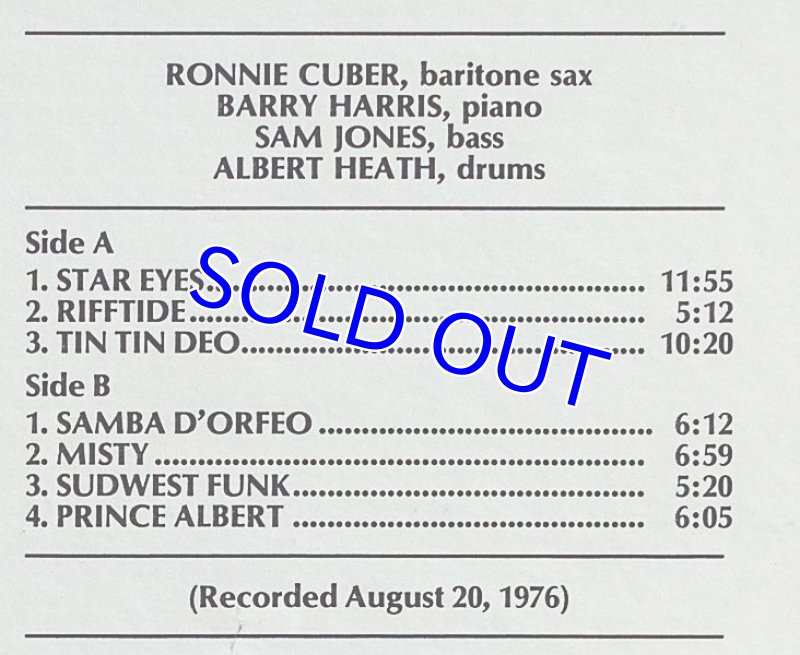 RONNIE CUBER, baritone sax
BARRY HARRIS, piano
SAM JONES, bass
ALBERT HEATH, drums
Side A
1. STAR EYES........................................................ 11:55
2. RIFFTIDE........................................................... 5:12
3. TIN TIN DEO.................................................... 10:20
SOLD OUT
Side B
1. SAMBA D'ORFEO ............................................. 6:12
2. MISTY ................................................................ 6:59
3. SUDWEST FUNK............................................... 5:20
4. PRINCE ALBERT ............................................... 6:05
(Recorded August 20, 1976)